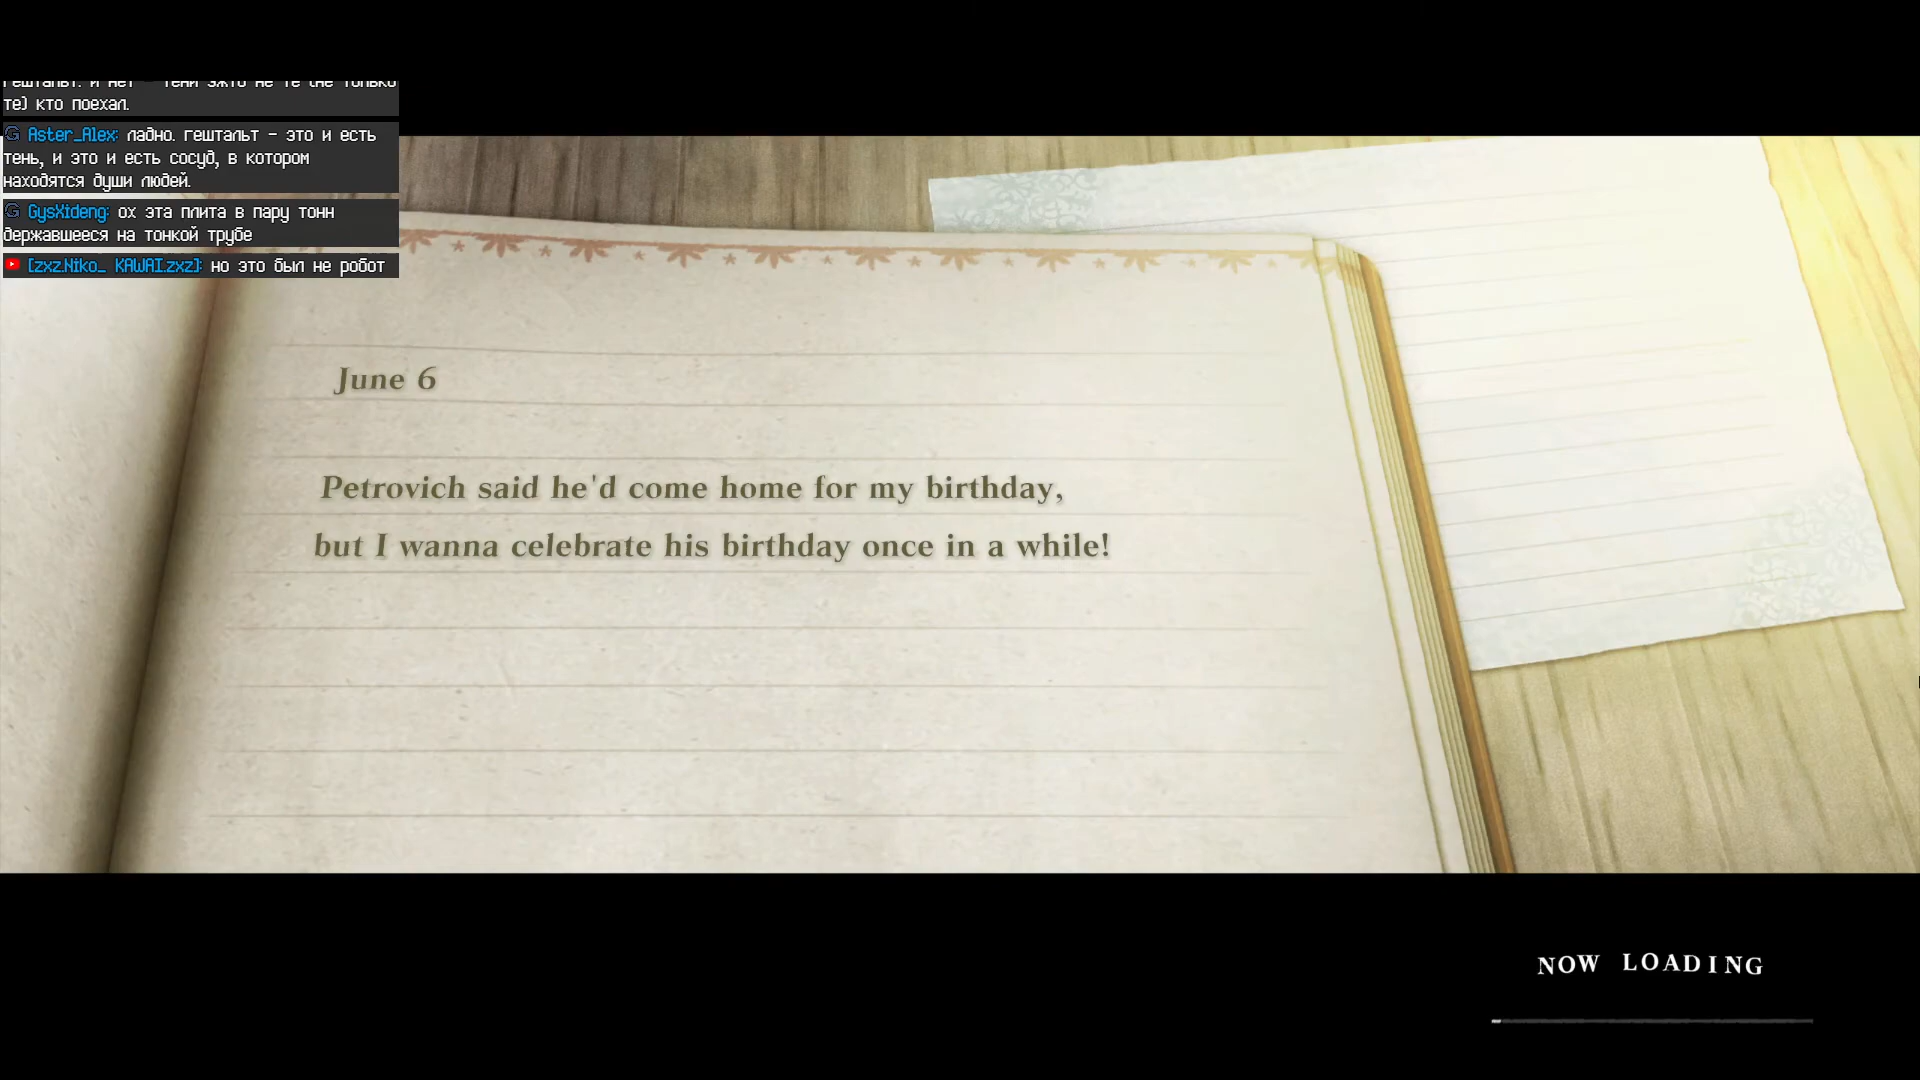 те) кто поехал.
Aster_Alex: ладно. гештальт - это и есть
тень, и это и есть сосуд, в котором
находятся души людей.
GysXideng: ох эта плита в пару тонн
державшееся на тонкой трубе
[zxz.Niko_ KAWAI.zxz]: но это был не робот
June 6
Petrovich said he'd come home for my birthday,
but I wanna celebrate his birthday once in a while!
NOW LOADING